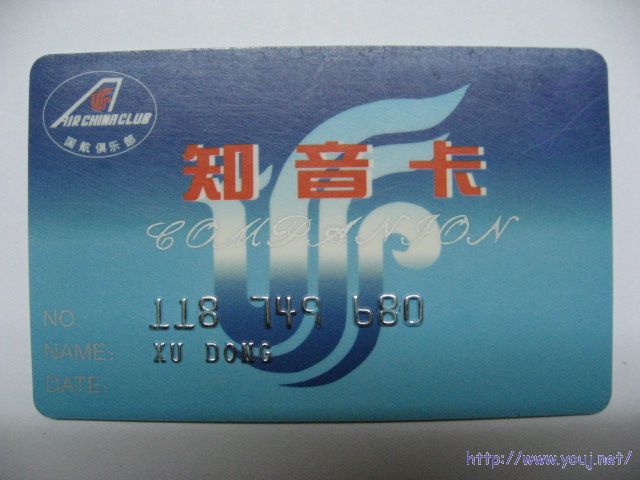 AIR CHINA CLUB
国航俱乐部
知音卡
COMPANION
NO 118 749 680
NAME: XU DONG
DATE:
http://www.youj.net/